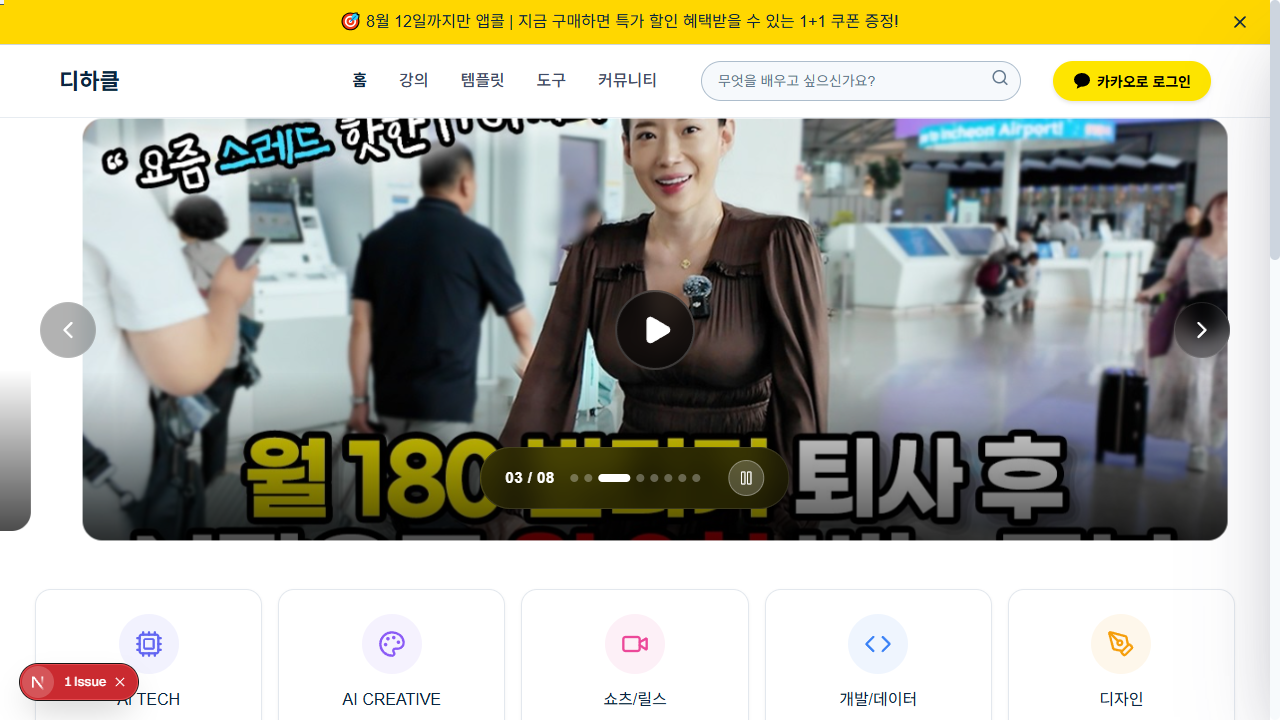 🎯 8월 12일까지만 앱콜 | 지금 구매하면 특가 할인 혜택받을 수 있는 1+1 쿠폰 증정!
디하클
홈
강의
템플릿
도구
커뮤니티
무엇을 배우고 싶으신가요?
카카오로 로그인
“ 요즘 스레드 핫한
Incheon Airport!
월 180 퇴사 후
03 / 08
AI TECH
AI CREATIVE
쇼츠/릴스
개발/데이터
디자인
N 1 Issue